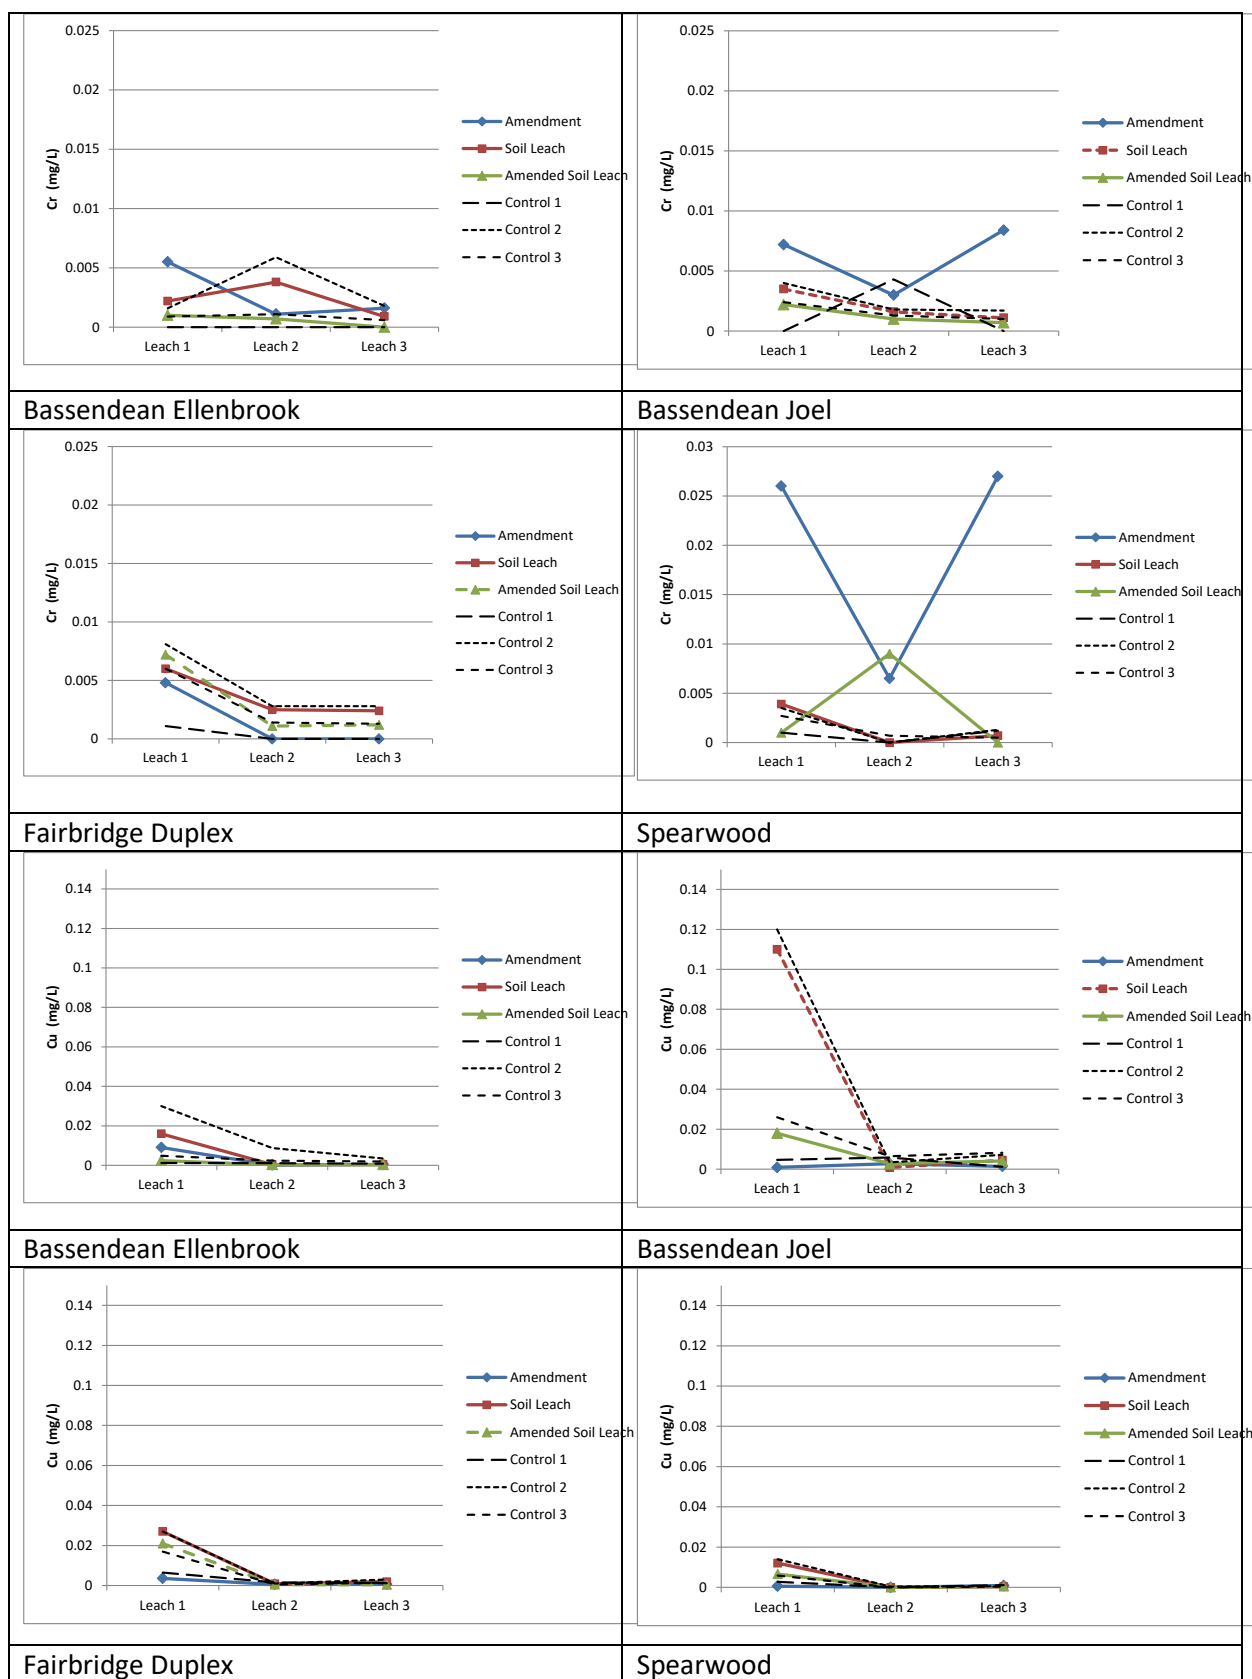 0.025
0.02
0.015
0.01
0.005
0
Cr (mg/L)
Leach 1 Leach 2 Leach 3
Amendment
Soil Leach
Amended Soil Leach
Control 1
Control 2
Control 3
0.025
0.02
0.015
0.01
0.005
0
Cr (mg/L)
Leach 1 Leach 2 Leach 3
Amendment
Soil Leach
Amended Soil Leach
Control 1
Control 2
Control 3
Bassendean Ellenbrook
Bassendean Joel
0.025
0.02
0.015
0.01
0.005
0
Cr (mg/L)
Leach 1 Leach 2 Leach 3
Amendment
Soil Leach
Amended Soil Leach
Control 1
Control 2
Control 3
0.03
0.025
0.02
0.015
0.01
0.005
0
Cr (mg/L)
Leach 1 Leach 2 Leach 3
Amendment
Soil Leach
Amended Soil Leach
Control 1
Control 2
Control 3
Fairbridge Duplex
Spearwood
0.14
0.12
0.1
0.08
0.06
0.04
0.02
0
Cu (mg/L)
Leach 1 Leach 2 Leach 3
Amendment
Soil Leach
Amended Soil Leach
Control 1
Control 2
Control 3
0.14
0.12
0.1
0.08
0.06
0.04
0.02
0
Cu (mg/L)
Leach 1 Leach 2 Leach 3
Amendment
Soil Leach
Amended Soil Leach
Control 1
Control 2
Control 3
Bassendean Ellenbrook
Bassendean Joel
0.14
0.12
0.1
0.08
0.06
0.04
0.02
0
Cu (mg/L)
Leach 1 Leach 2 Leach 3
Amendment
Soil Leach
Amended Soil Leach
Control 1
Control 2
Control 3
0.14
0.12
0.1
0.08
0.06
0.04
0.02
0
Cu (mg/L)
Leach 1 Leach 2 Leach 3
Amendment
Soil Leach
Amended Soil Leach
Control 1
Control 2
Control 3
Fairbridge Duplex
Spearwood